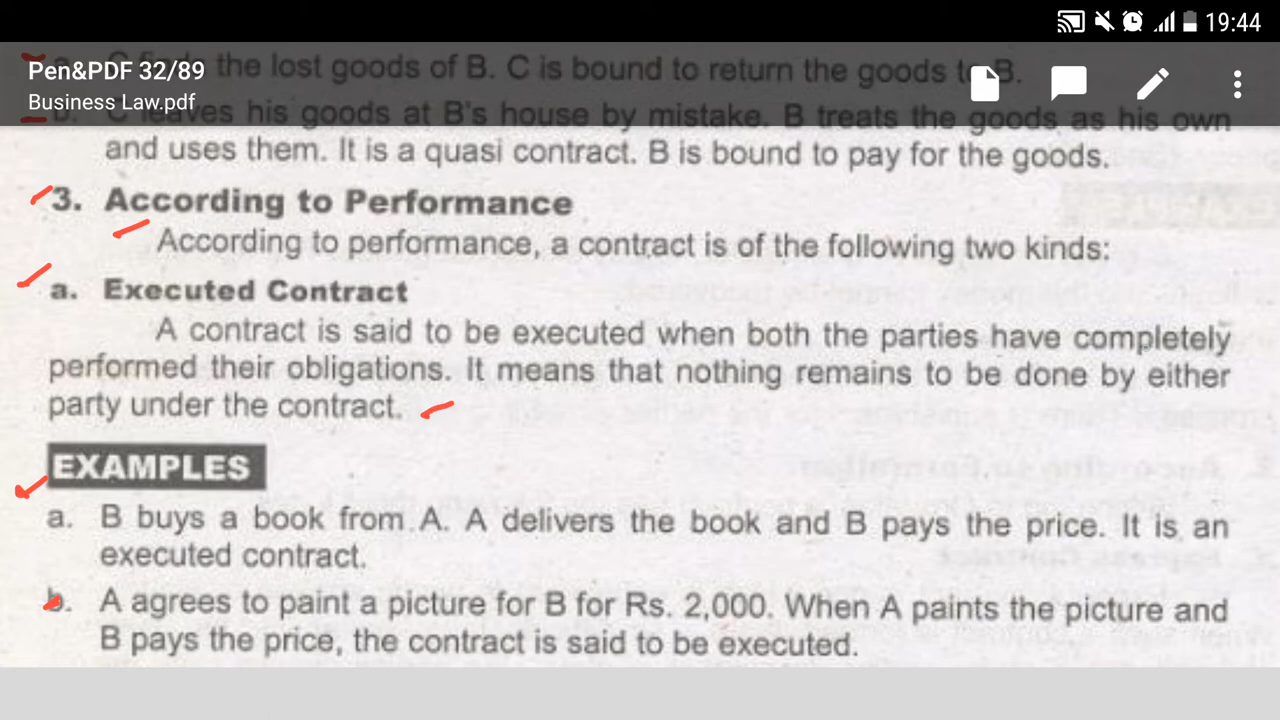 19:44
Pen&PDF 32/89
the lost goods of B. C is bound to return the goods to B.
Business Law.pdf
b. C leaves his goods at B's house by mistake. B treats the goods as his own
and uses them. It is a quasi contract. B is bound to pay for the goods.
3. According to Performance
According to performance, a contract is of the following two kinds:
a. Executed Contract
A contract is said to be executed when both the parties have completely
performed their obligations. It means that nothing remains to be done by either
party under the contract.
EXAMPLES
a. B buys a book from A. A delivers the book and B pays the price. It is an
executed contract.
b. A agrees to paint a picture for B for Rs. 2,000. When A paints the picture and
B pays the price, the contract is said to be executed.